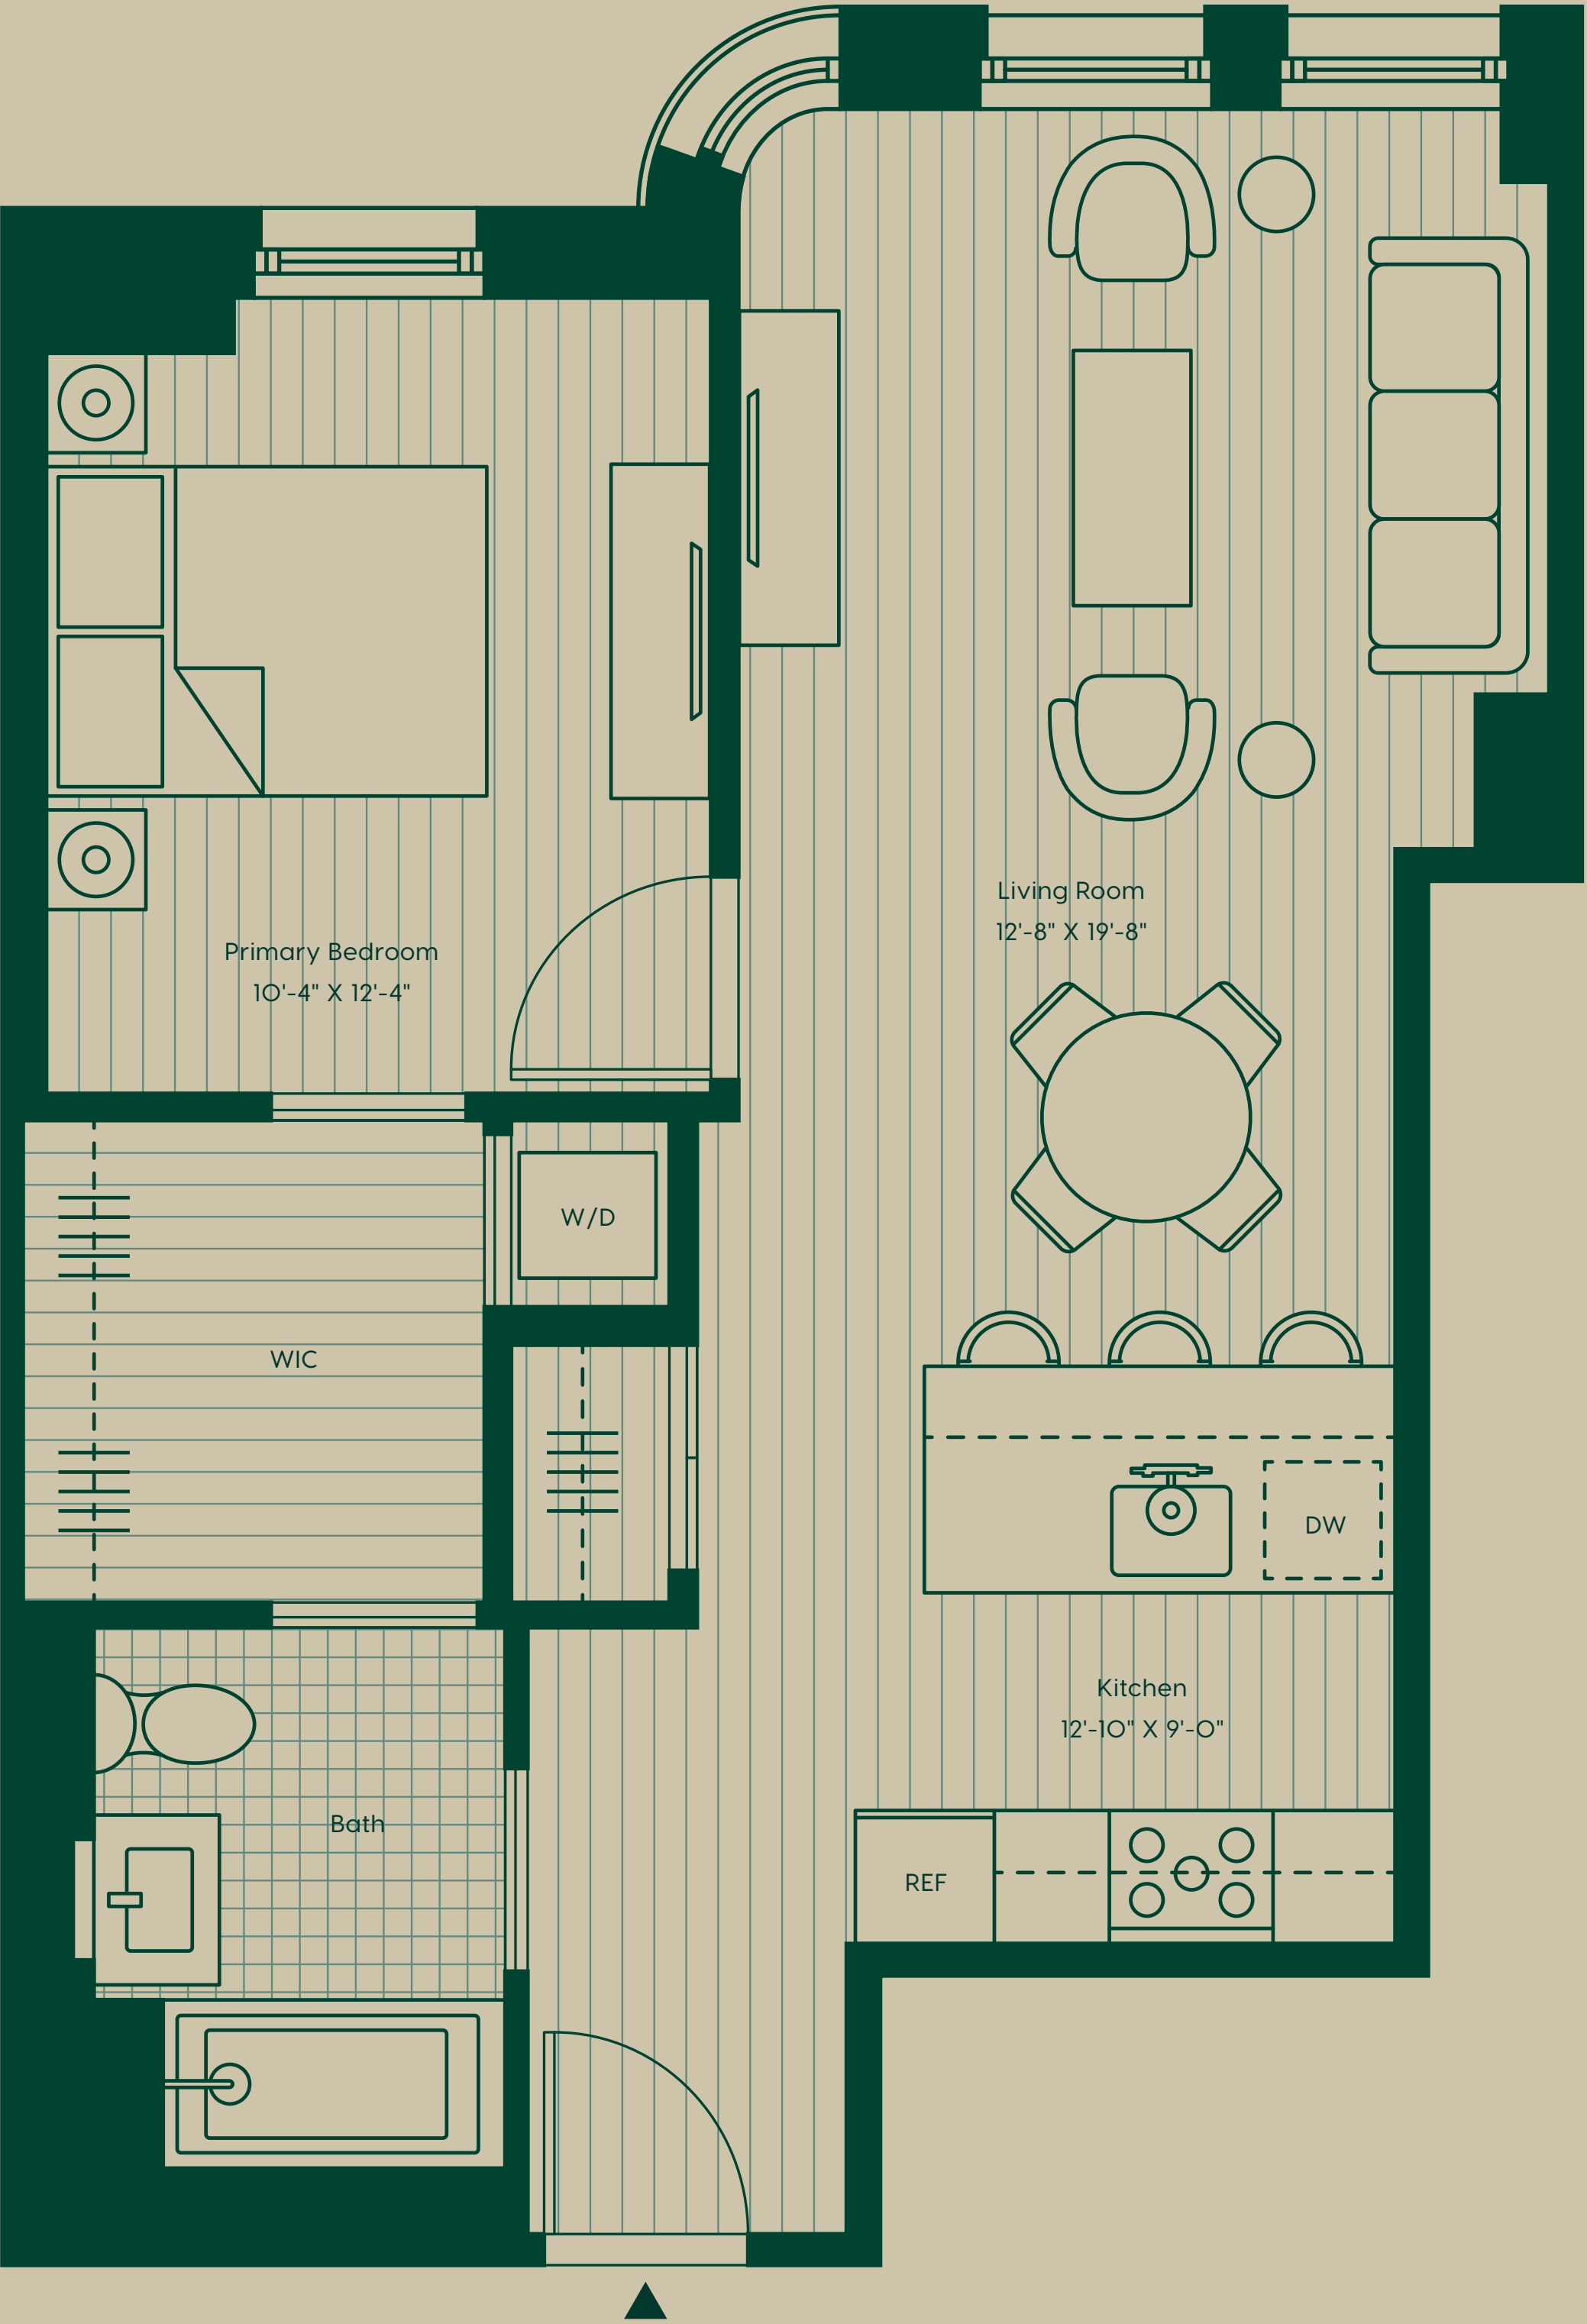 Living Room
12'-8" X 19'-8"
Primary Bedroom
10'-4" X 12'-4"
W/D
WIC
DW
Kitchen
12'-10" X 9'-0"
Bath
REF